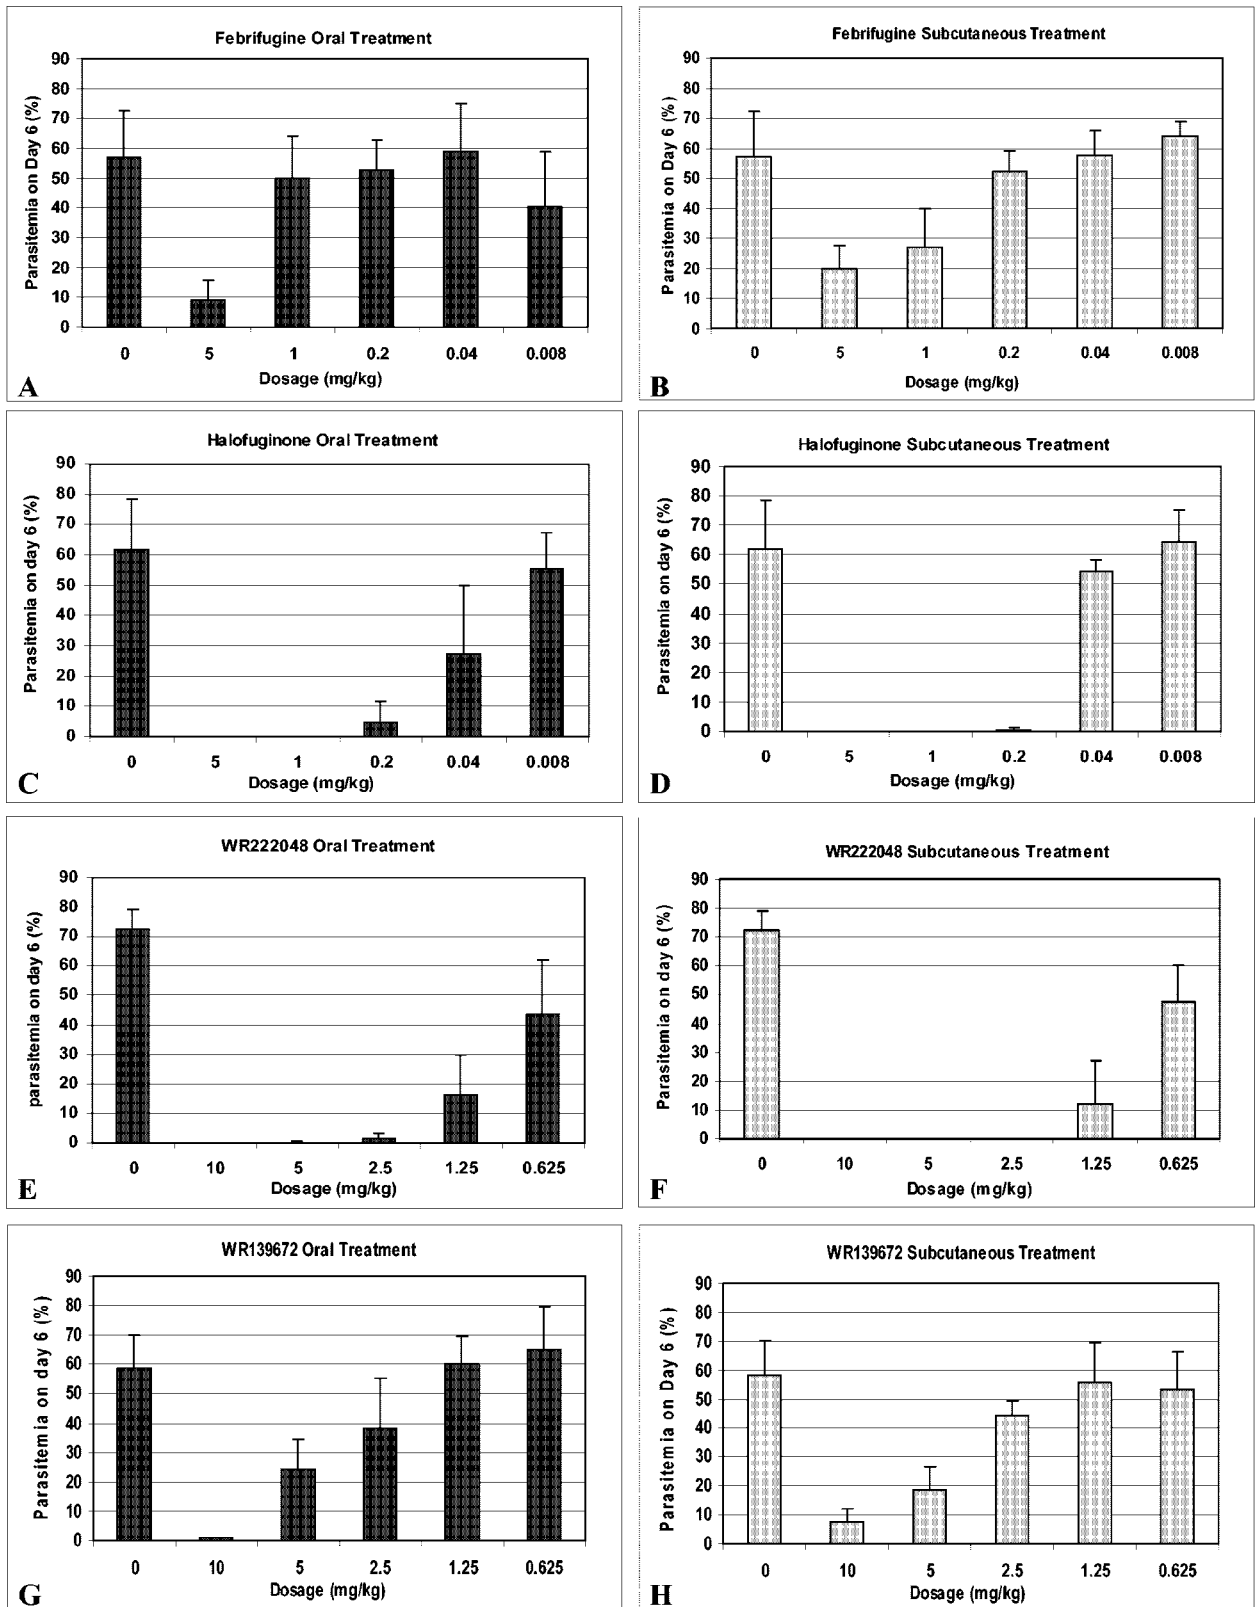 Febrifugine Oral Treatment
Parasitemia on Day 6 (%)
90
80
70
60
50
40
30
20
10
0
0 5 1 0.2 0.04 0.008
Dosage (mg/kg)
A
Febrifugine Subcutaneous Treatment
Parasitemia on Day 6 (%)
90
80
70
60
50
40
30
20
10
0
0 5 1 0.2 0.04 0.008
Dosage (mg/kg)
B
Halofuginone Oral Treatment
Parasitemia on day 6 (%)
90
80
70
60
50
40
30
20
10
0
0 5 1 0.2 0.04 0.008
Dosage (mg/kg)
C
Halofuginone Subcutaneous Treatment
Parasitemia on day 6 (%)
90
80
70
60
50
40
30
20
10
0
0 5 1 0.2 0.04 0.008
Dosage (mg/kg)
D
WR222048 Oral Treatment
parasitemia on day 6 (%)
90
80
70
60
50
40
30
20
10
0
0 10 5 2.5 1.25 0.625
Dosage (mg/kg)
E
WR222048 Subcutaneous Treatment
Parasitemia on day 6 (%)
90
80
70
60
50
40
30
20
10
0
0 10 5 2.5 1.25 0.625
Dosage (mg/kg)
F
WR139672 Oral Treatment
Parasitemia on day 6 (%)
90
80
70
60
50
40
30
20
10
0
0 10 5 2.5 1.25 0.625
Dosage (mg/kg)
G
WR139672 Subcutaneous Treatment
Parasitemia on Day 6 (%)
90
80
70
60
50
40
30
20
10
0
0 10 5 2.5 1.25 0.625
Dosage (mg/kg)
H